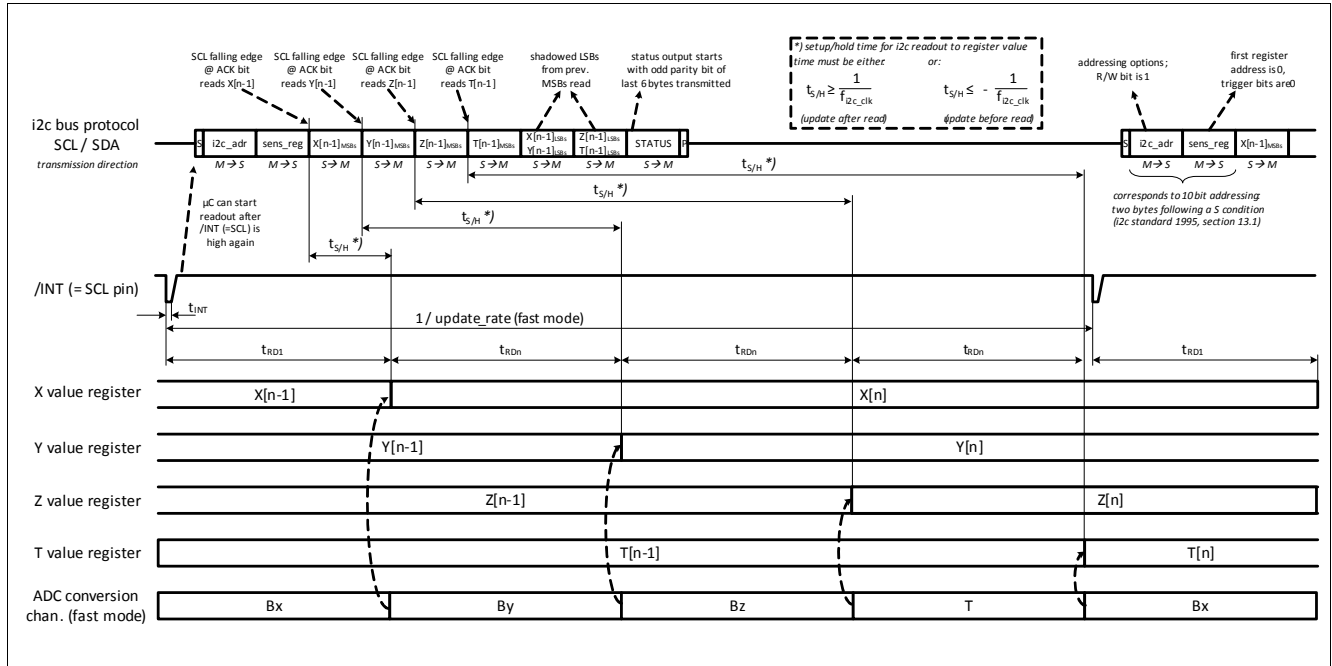 SCL falling edge
@ ACK bit
reads X[n-1]
SCL falling edge
@ ACK bit
reads Y[n-1]
SCL falling edge
@ ACK bit
reads Z[n-1]
SCL falling edge
@ ACK bit
reads T[n-1]
shadowed LSBs
from prev.
MSBs read
status output starts
with odd parity bit of
last 6 bytes transmitted
*) setup/hold time for i2c readout to register value
time must be either: or:
tS/H ≥ 1 / fi2c_clk tS/H ≤ - 1 / fi2c_clk
(update after read) (update before read)
addressing options;
R/W bit is 1
first register
address is 0,
trigger bits are 0
i2c bus protocol
SCL / SDA
transmission direction
S i2c_adr sens_reg X[n-1]MSBs Y[n-1]MSBs Z[n-1]MSBs T[n-1]MSBs X[n-1]LSBs Y[n-1]LSBs Z[n-1]LSBs T[n-1]LSBs STATUS P
S i2c_adr sens_reg X[n-1]MSBs
M → S M → S S → M S → M S → M S → M S → M S → M S → M
M → S M → S S → M
tS/H *)
tS/H *)
tS/H *)
tS/H *)
corresponds to 10 bit addressing:
two bytes following a S condition
(i2c standard 1995, section 13.1)
µC can start
readout after
/INT (=SCL) is
high again
/INT (= SCL pin)
tINT
1 / update_rate (fast mode)
tRD1 tRDn tRDn tRDn tRD1
X value register X[n-1] X[n]
Y value register Y[n-1] Y[n]
Z value register Z[n-1] Z[n]
T value register T[n-1] T[n]
ADC conversion
chan. (fast mode)
Bx By Bz T Bx